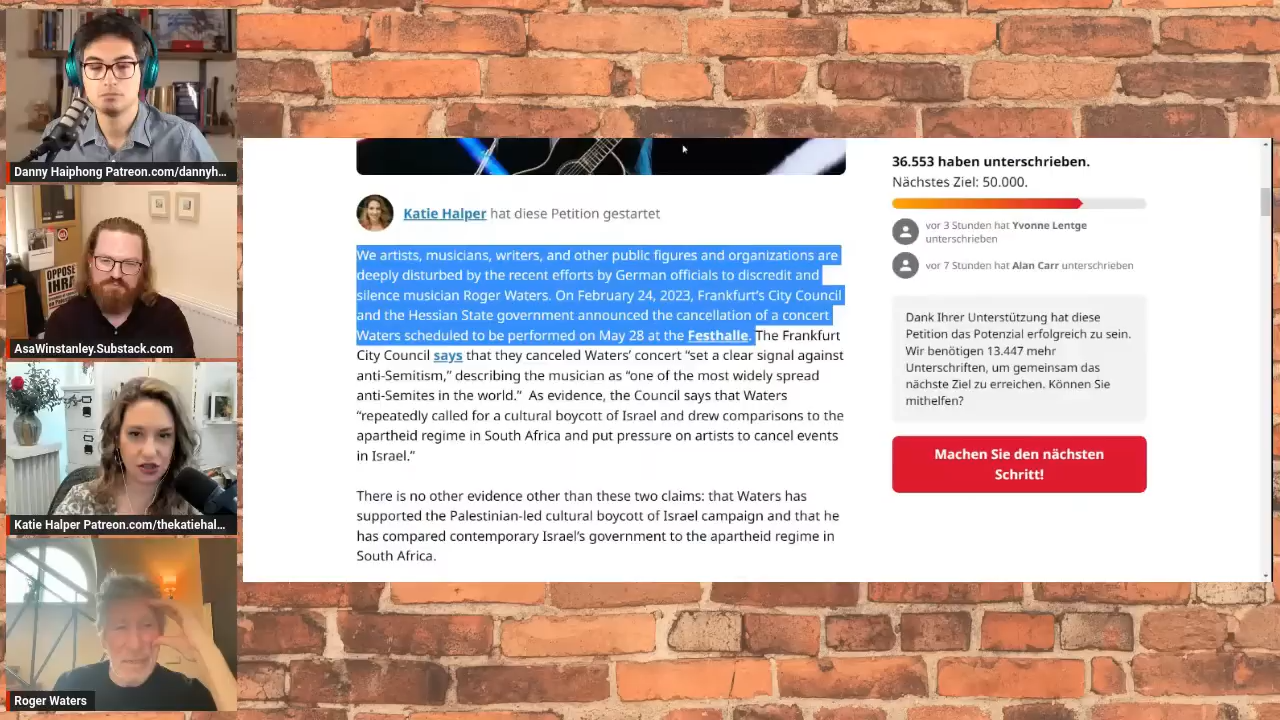 Danny Haiphong Patreon.com/dannyh...
OPPOSE
IHRA
AsaWinstanley.Substack.com
Katie Halper Patreon.com/thekatiehal...
Roger Waters
Katie Halper hat diese Petition gestartet
We artists, musicians, writers, and other public figures and organizations are
deeply disturbed by the recent efforts by German officials to discredit and
silence musician Roger Waters. On February 24, 2023, Frankfurt's City Council
and the Hessian State government announced the cancellation of a concert
Waters scheduled to be performed on May 28 at the Festhalle. The Frankfurt
City Council says that they canceled Waters' concert “set a clear signal against
anti-Semitism,” describing the musician as “one of the most widely spread
anti-Semites in the world.”  As evidence, the Council says that Waters
“repeatedly called for a cultural boycott of Israel and drew comparisons to the
apartheid regime in South Africa and put pressure on artists to cancel events
in Israel.”
There is no other evidence other than these two claims: that Waters has
supported the Palestinian-led cultural boycott of Israel campaign and that he
has compared contemporary Israel's government to the apartheid regime in
South Africa.
36.553 haben unterschrieben.
Nächstes Ziel: 50.000.
vor 3 Stunden hat Yvonne Lentge
unterschrieben
vor 7 Stunden hat Alan Carr unterschrieben
Dank Ihrer Unterstützung hat diese
Petition das Potenzial erfolgreich zu sein.
Wir benötigen 13.447 mehr
Unterschriften, um gemeinsam das
nächste Ziel zu erreichen. Können Sie
mithelfen?
Machen Sie den nächsten
Schritt!